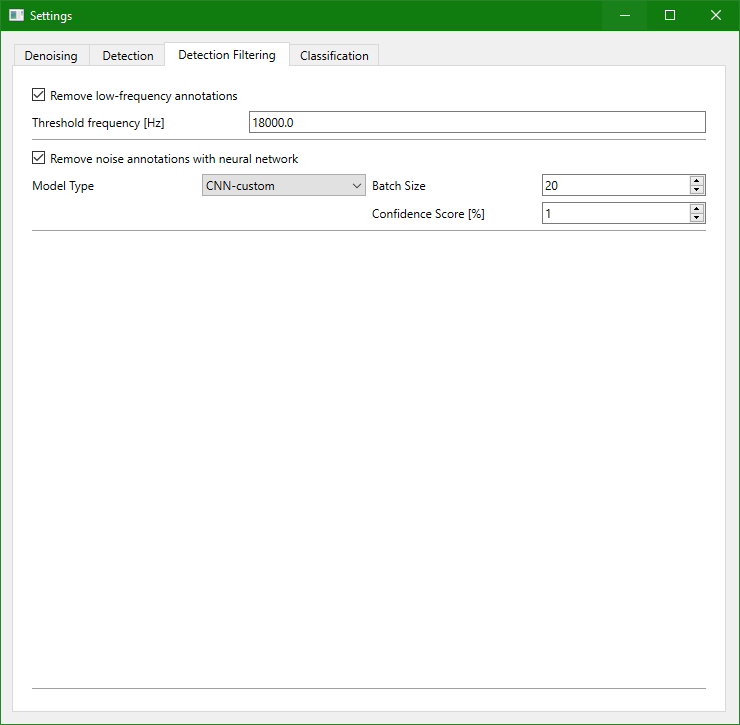 Settings
Denoising Detection Detection Filtering Classification
Remove low-frequency annotations
Threshold frequency [Hz] 18000.0
Remove noise annotations with neural network
Model Type CNN-custom Batch Size 20
Confidence Score [%] 1